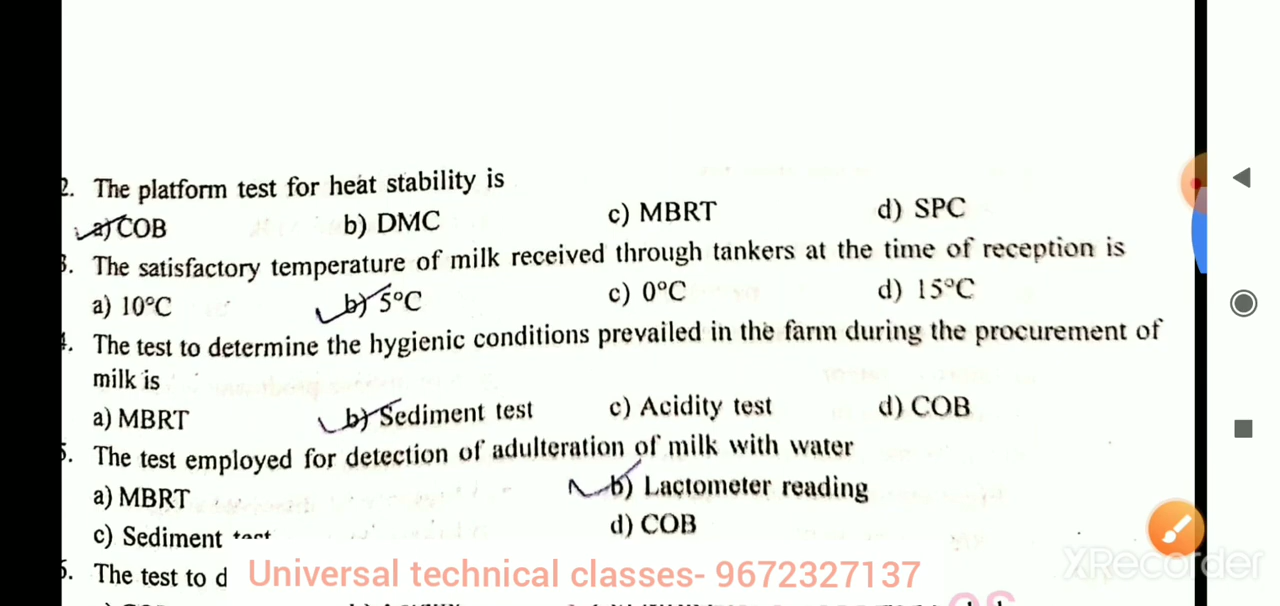 2. The platform test for heat stability is
a) COB b) DMC c) MBRT d) SPC
3. The satisfactory temperature of milk received through tankers at the time of reception is
a) 10°C b) 5°C c) 0°C d) 15°C
4. The test to determine the hygienic conditions prevailed in the farm during the procurement of
milk is
a) MBRT b) Sediment test c) Acidity test d) COB
5. The test employed for detection of adulteration of milk with water
a) MBRT b) Lactometer reading
c) Sediment test d) COB
The test to d
Universal technical classes- 9672327137
XRecorder